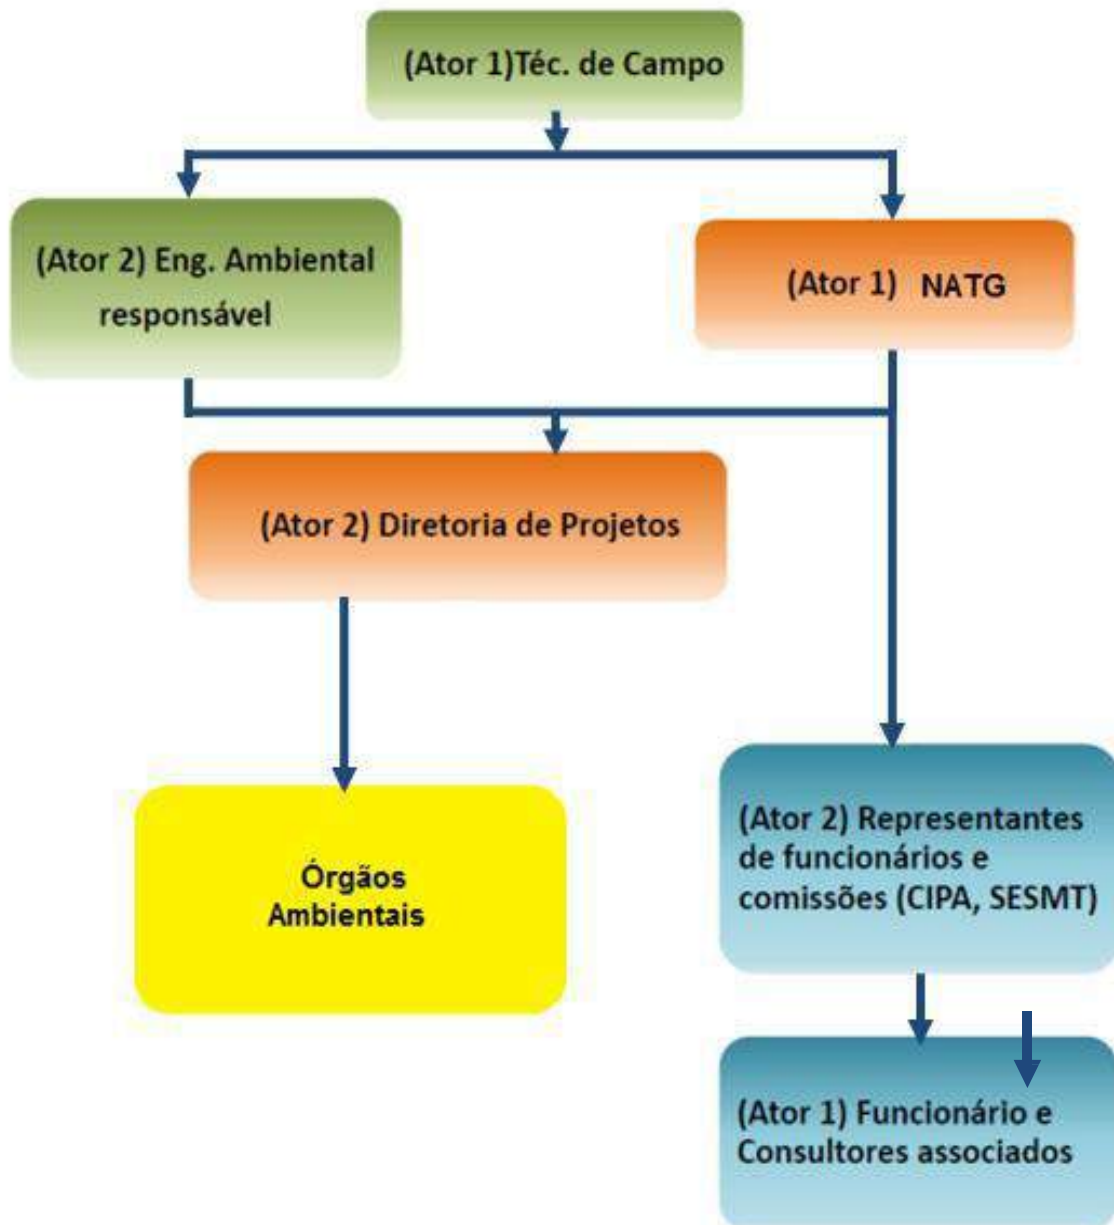 (Ator 1)Téc. de Campo
(Ator 2) Eng. Ambiental
responsável
(Ator 1) NATG
(Ator 2) Diretoria de Projetos
Órgãos
Ambientais
(Ator 2) Representantes
de funcionários e
comissões (CIPA, SESMT)
(Ator 1) Funcionário e
Consultores associados